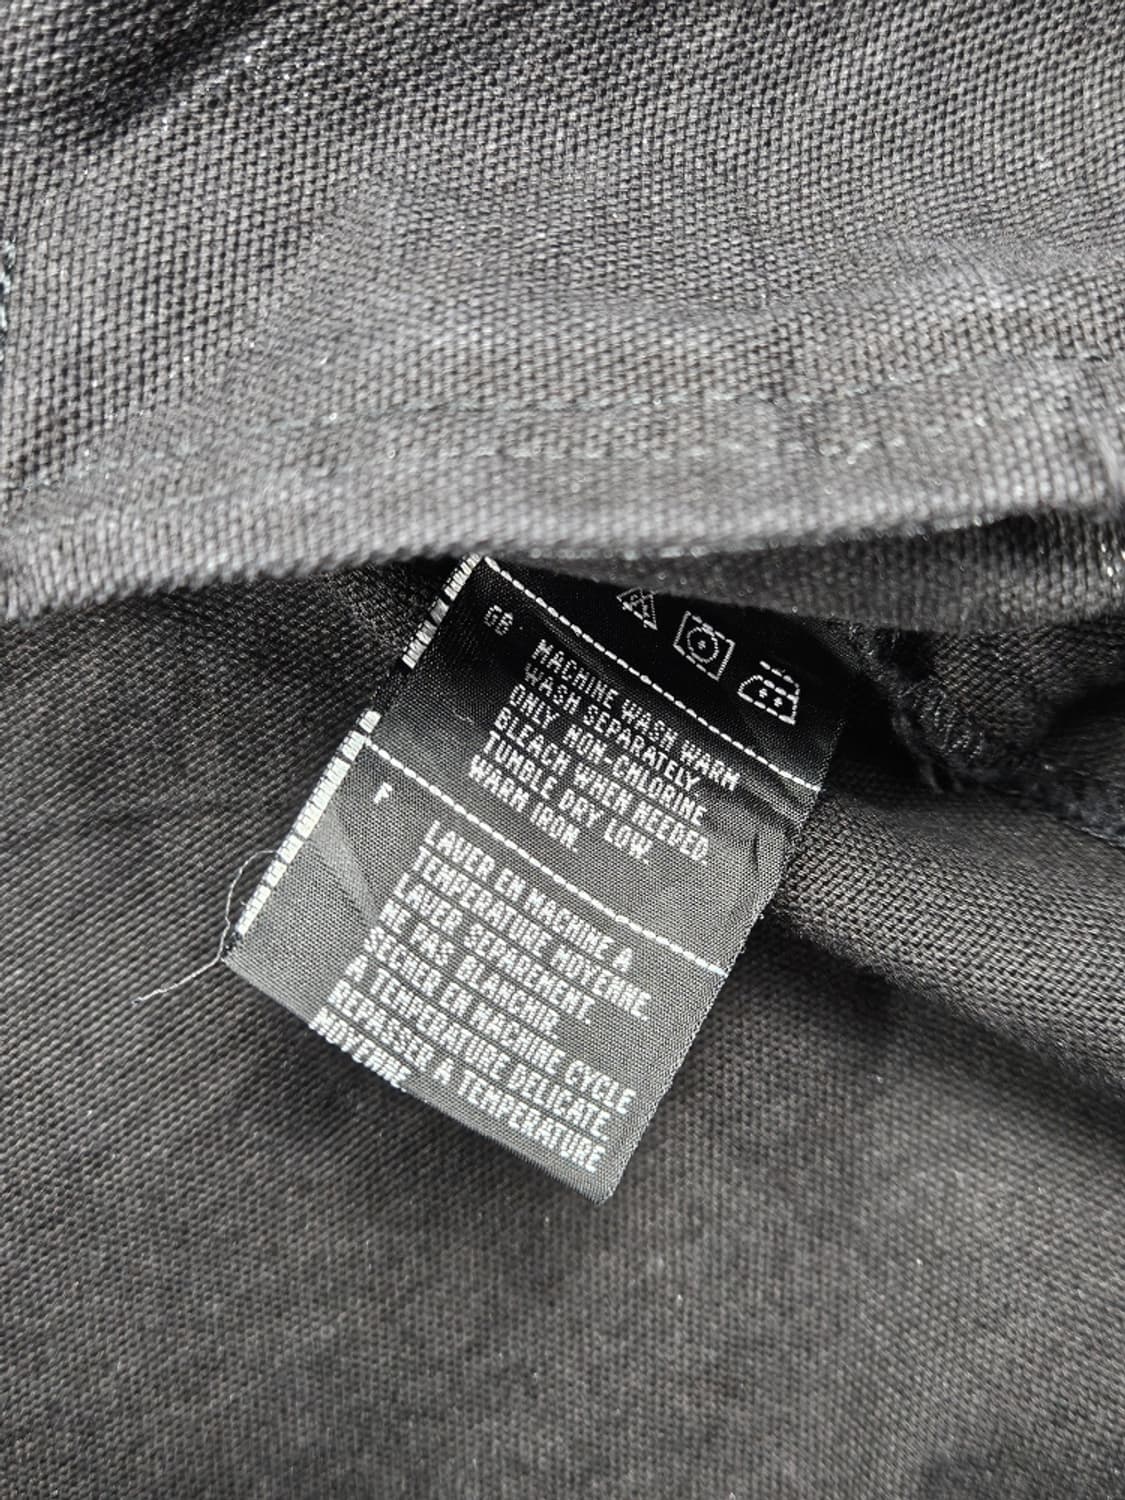 GB
MACHINE WASH WARM
WASH SEPARATELY
ONLY NON-CHLORINE
BLEACH WHEN NEEDED.
TUMBLE DRY LOW.
WARM IRON.
F
LAVER EN MACHINE A
TEMPERATURE MOYENNE.
LAVER SEPAREMENT.
NE PAS BLANCHIR.
SECHER EN MACHINE CYCLE
A TEMPERATURE DELICATE.
REPASSER A TEMPERATURE
MOYENNE